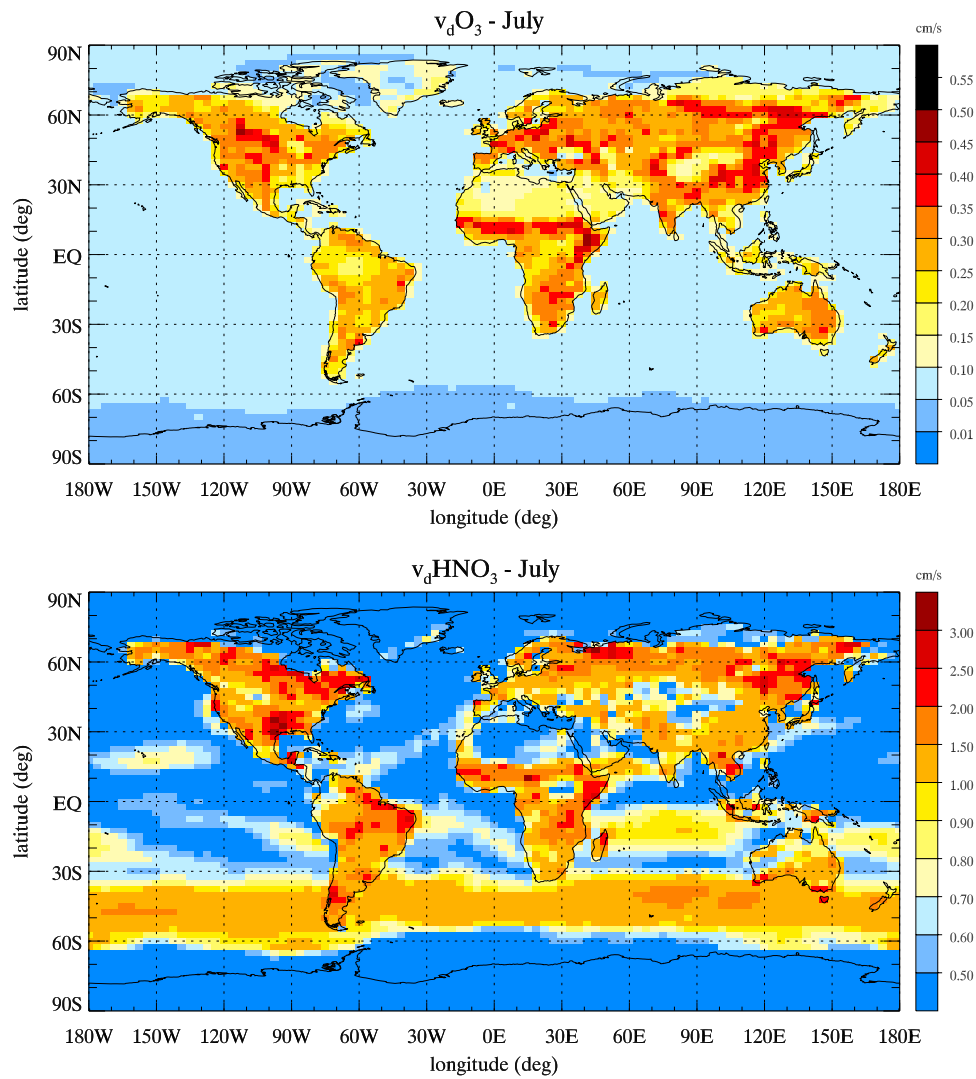 v_dO_3 - July
cm/s
90N
60N
30N
EQ
30S
60S
90S
latitude (deg)
0.55
0.50
0.45
0.40
0.35
0.30
0.25
0.20
0.15
0.10
0.05
0.01
180W 150W 120W 90W 60W 30W 0E 30E 60E 90E 120E 150E 180E
longitude (deg)
v_dHNO_3 - July
cm/s
90N
60N
30N
EQ
30S
60S
90S
latitude (deg)
3.00
2.50
2.00
1.50
1.00
0.90
0.80
0.70
0.60
0.50
180W 150W 120W 90W 60W 30W 0E 30E 60E 90E 120E 150E 180E
longitude (deg)